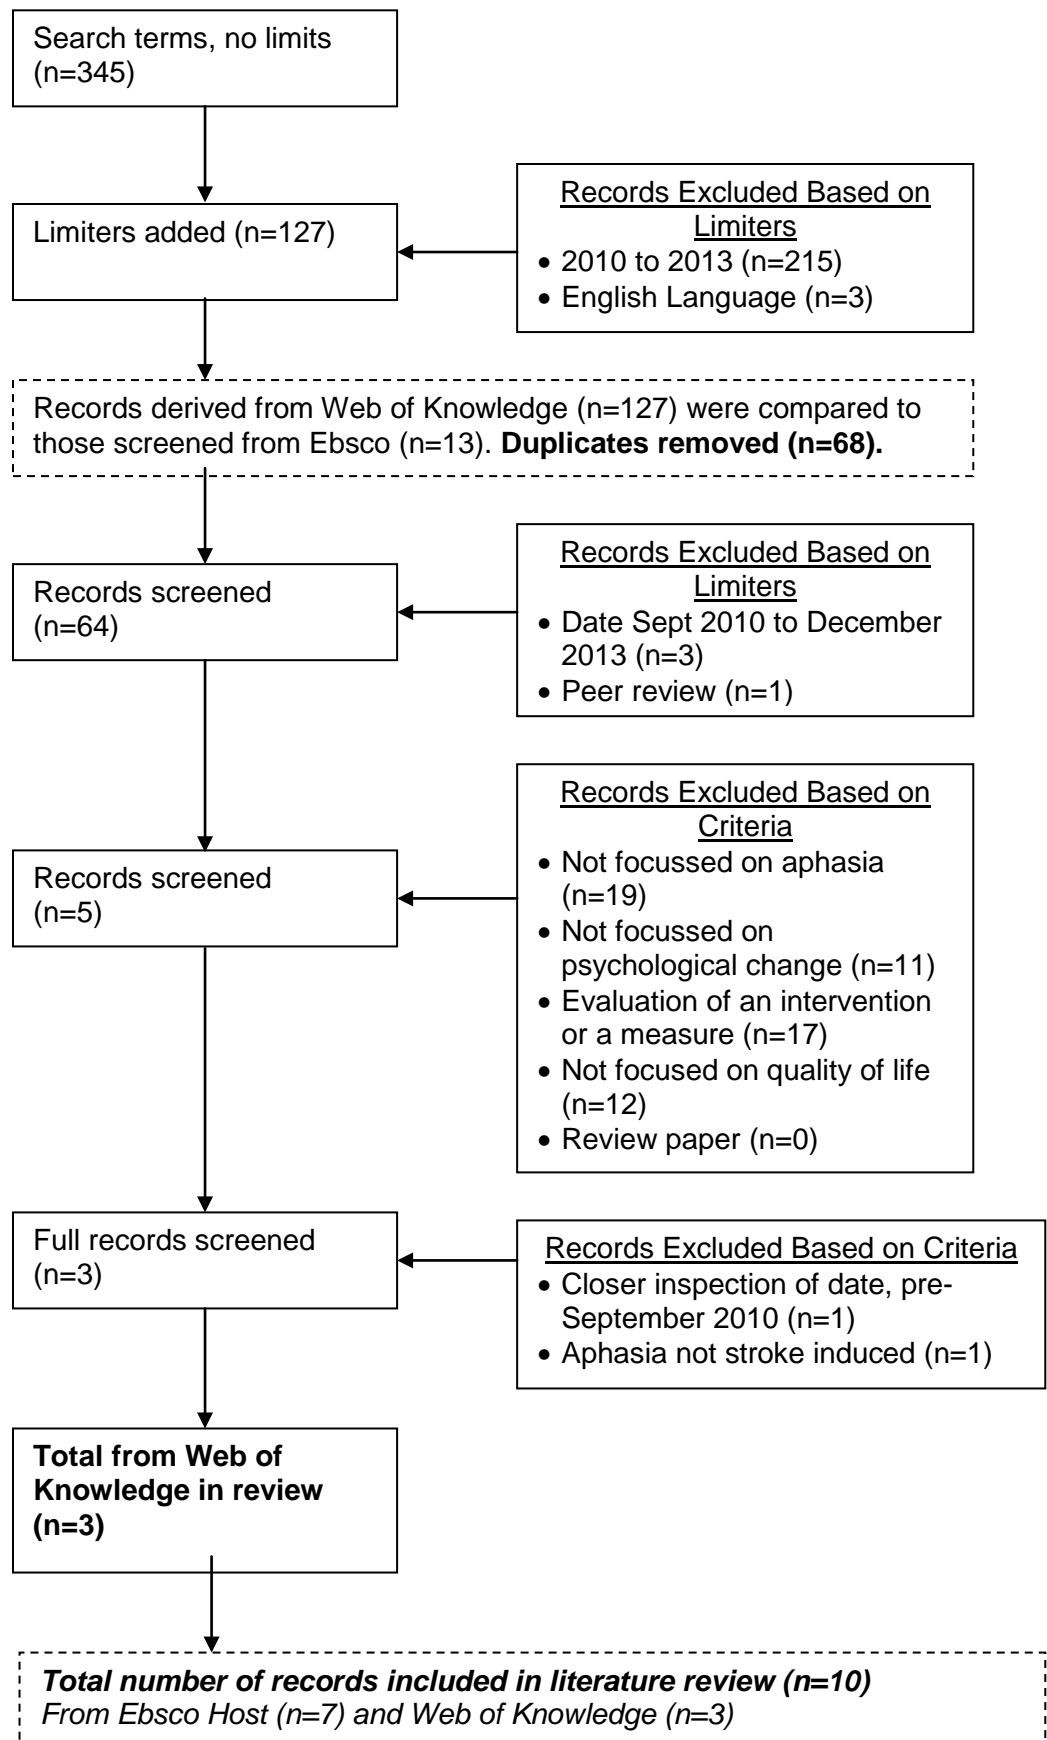 Search terms, no limits
(n=345)
Records Excluded Based on
Limiters
• 2010 to 2013 (n=215)
• English Language (n=3)
Limiters added (n=127)
Records derived from Web of Knowledge (n=127) were compared to
those screened from Ebsco (n=13). Duplicates removed (n=68).
Records Excluded Based on
Limiters
• Date Sept 2010 to December
2013 (n=3)
• Peer review (n=1)
Records screened
(n=64)
Records Excluded Based on
Criteria
• Not focussed on aphasia
(n=19)
• Not focussed on
psychological change (n=11)
• Evaluation of an intervention
or a measure (n=17)
• Not focused on quality of life
(n=12)
• Review paper (n=0)
Records screened
(n=5)
Full records screened
(n=3)
Records Excluded Based on Criteria
• Closer inspection of date, pre-
September 2010 (n=1)
• Aphasia not stroke induced (n=1)
Total from Web of
Knowledge in review
(n=3)
Total number of records included in literature review (n=10)
From Ebsco Host (n=7) and Web of Knowledge (n=3)